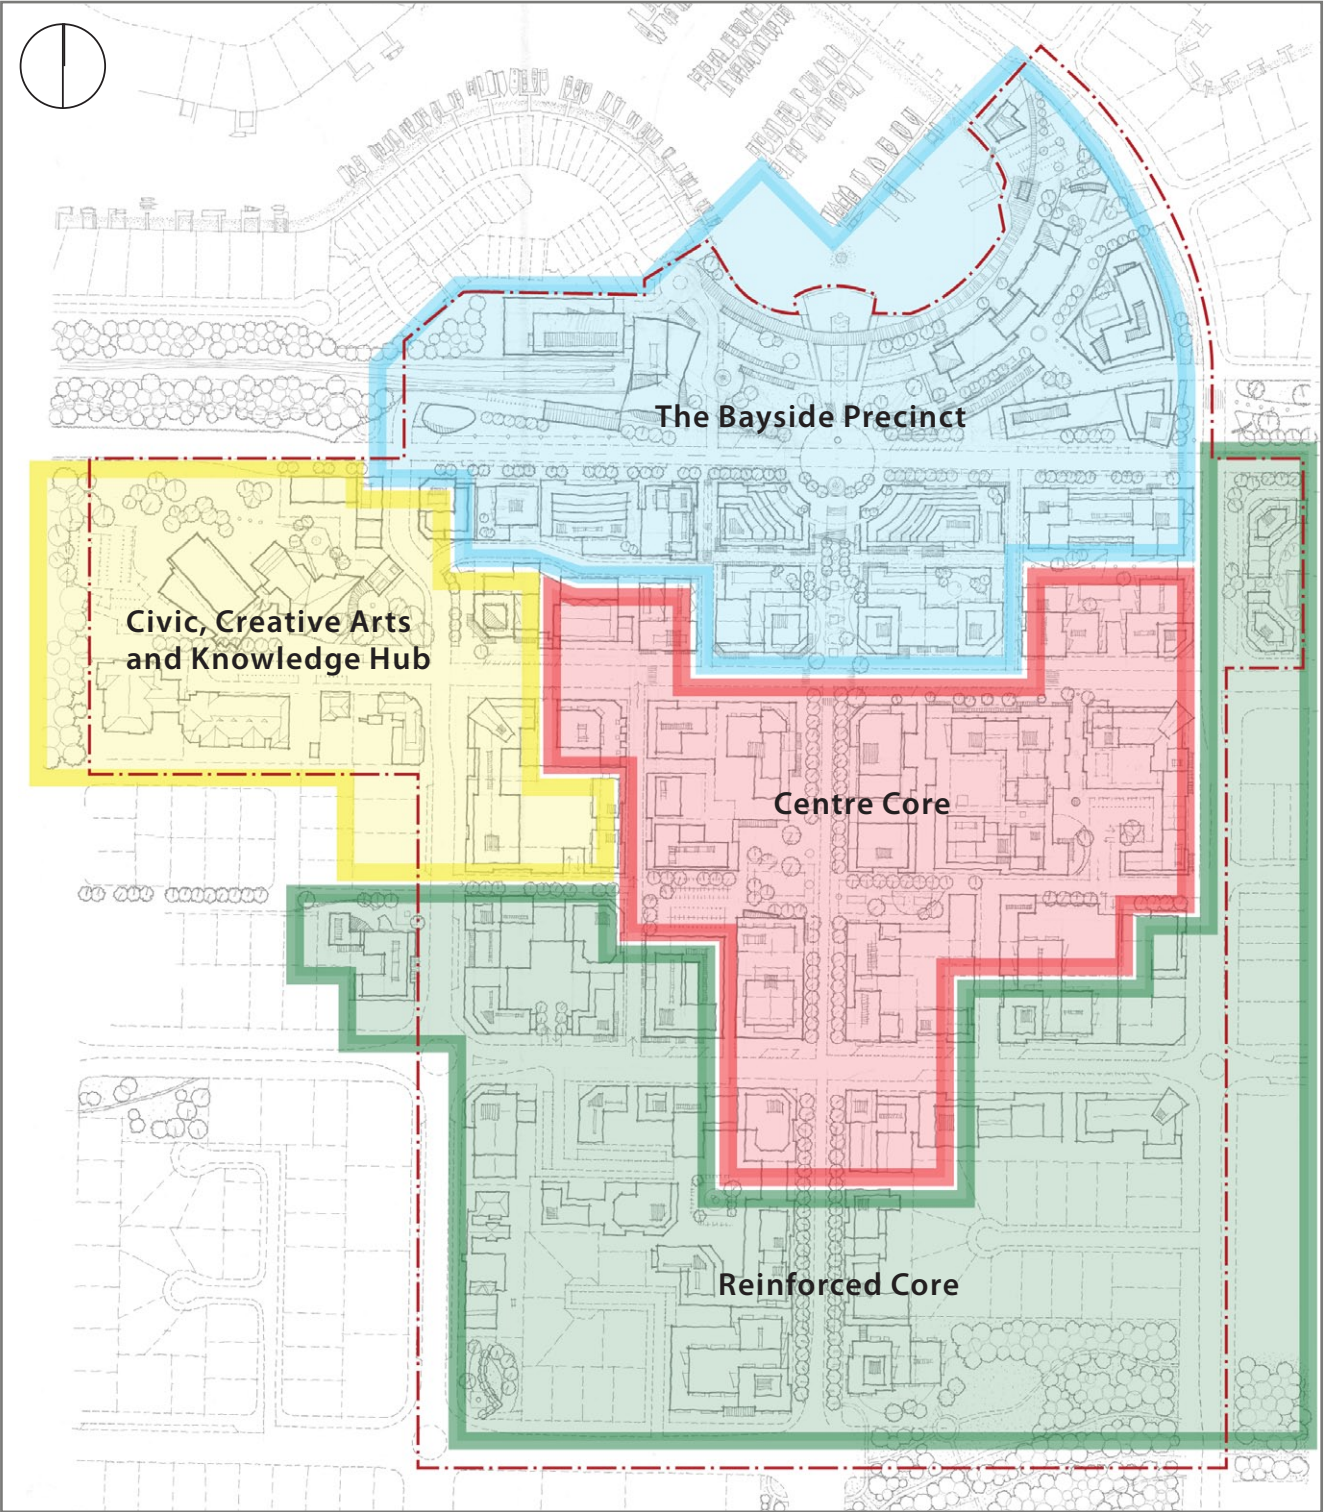 The Bayside Precinct
Civic, Creative Arts
and Knowledge Hub
Centre Core
Reinforced Core